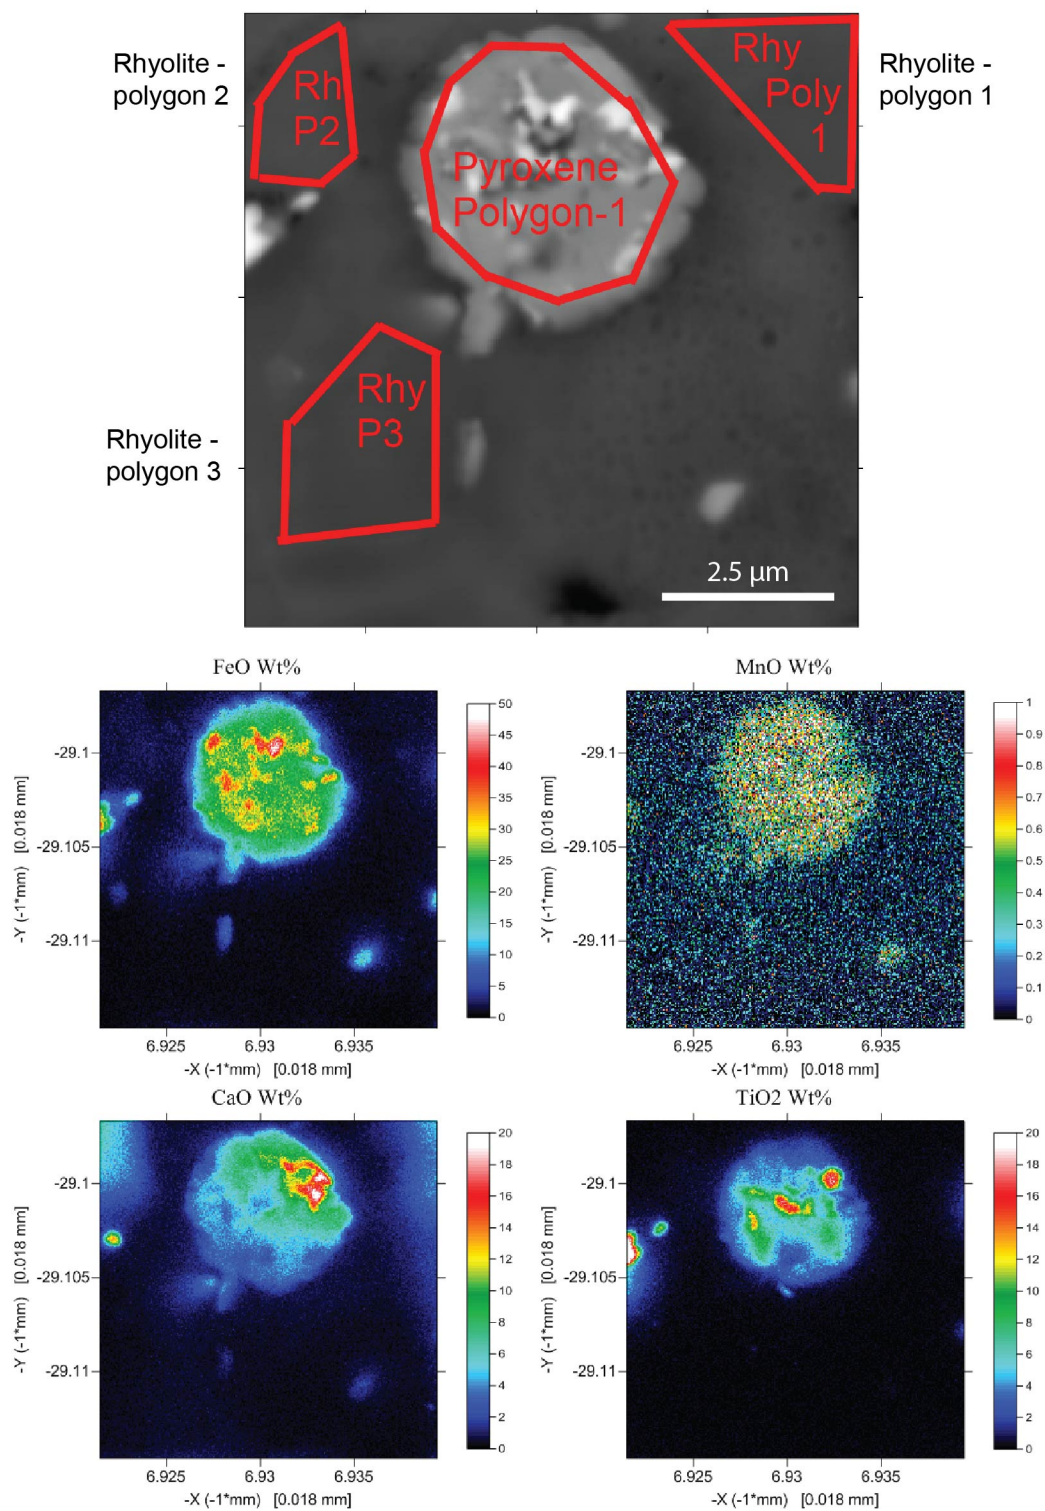 Rhyolite -
polygon 2
Rh
P2
Pyroxene
Polygon-1
Rhy
Poly
1
Rhyolite -
polygon 1
Rhyolite -
polygon 3
Rhy
P3
2.5 µm
FeO Wt%
-29.1
-29.105
-29.11
-Y (-1*mm) [0.018 mm]
6.925 6.93 6.935
-X (-1*mm) [0.018 mm]
50
45
40
35
30
25
20
15
10
5
0
MnO Wt%
-29.1
-29.105
-29.11
-Y (-1*mm) [0.018 mm]
6.925 6.93 6.935
-X (-1*mm) [0.018 mm]
1
0.9
0.8
0.7
0.6
0.5
0.4
0.3
0.2
0.1
0
CaO Wt%
-29.1
-29.105
-29.11
-Y (-1*mm) [0.018 mm]
6.925 6.93 6.935
-X (-1*mm) [0.018 mm]
20
18
16
14
12
10
8
6
4
2
0
TiO2 Wt%
-29.1
-29.105
-29.11
-Y (-1*mm) [0.018 mm]
6.925 6.93 6.935
-X (-1*mm) [0.018 mm]
20
18
16
14
12
10
8
6
4
2
0